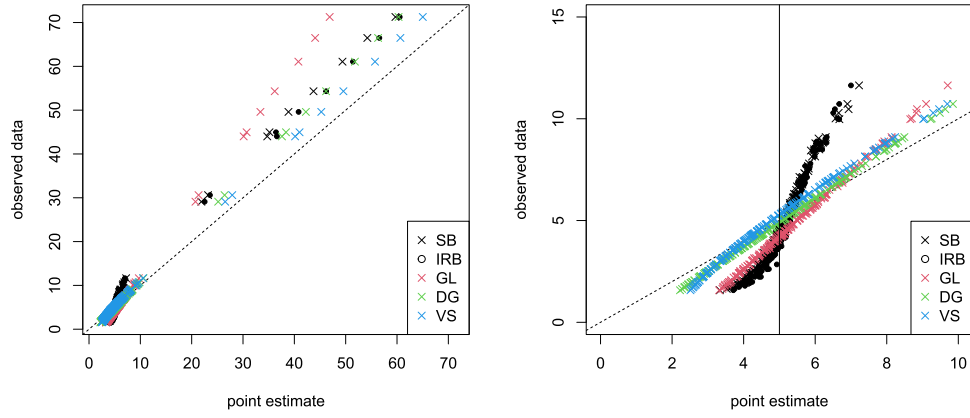 observed data
70
60
50
40
30
20
10
0
0 10 20 30 40 50 60 70
point estimate
SB
IRB
GL
DG
VS
observed data
15
10
5
0
0 2 4 6 8 10
point estimate
SB
IRB
GL
DG
VS